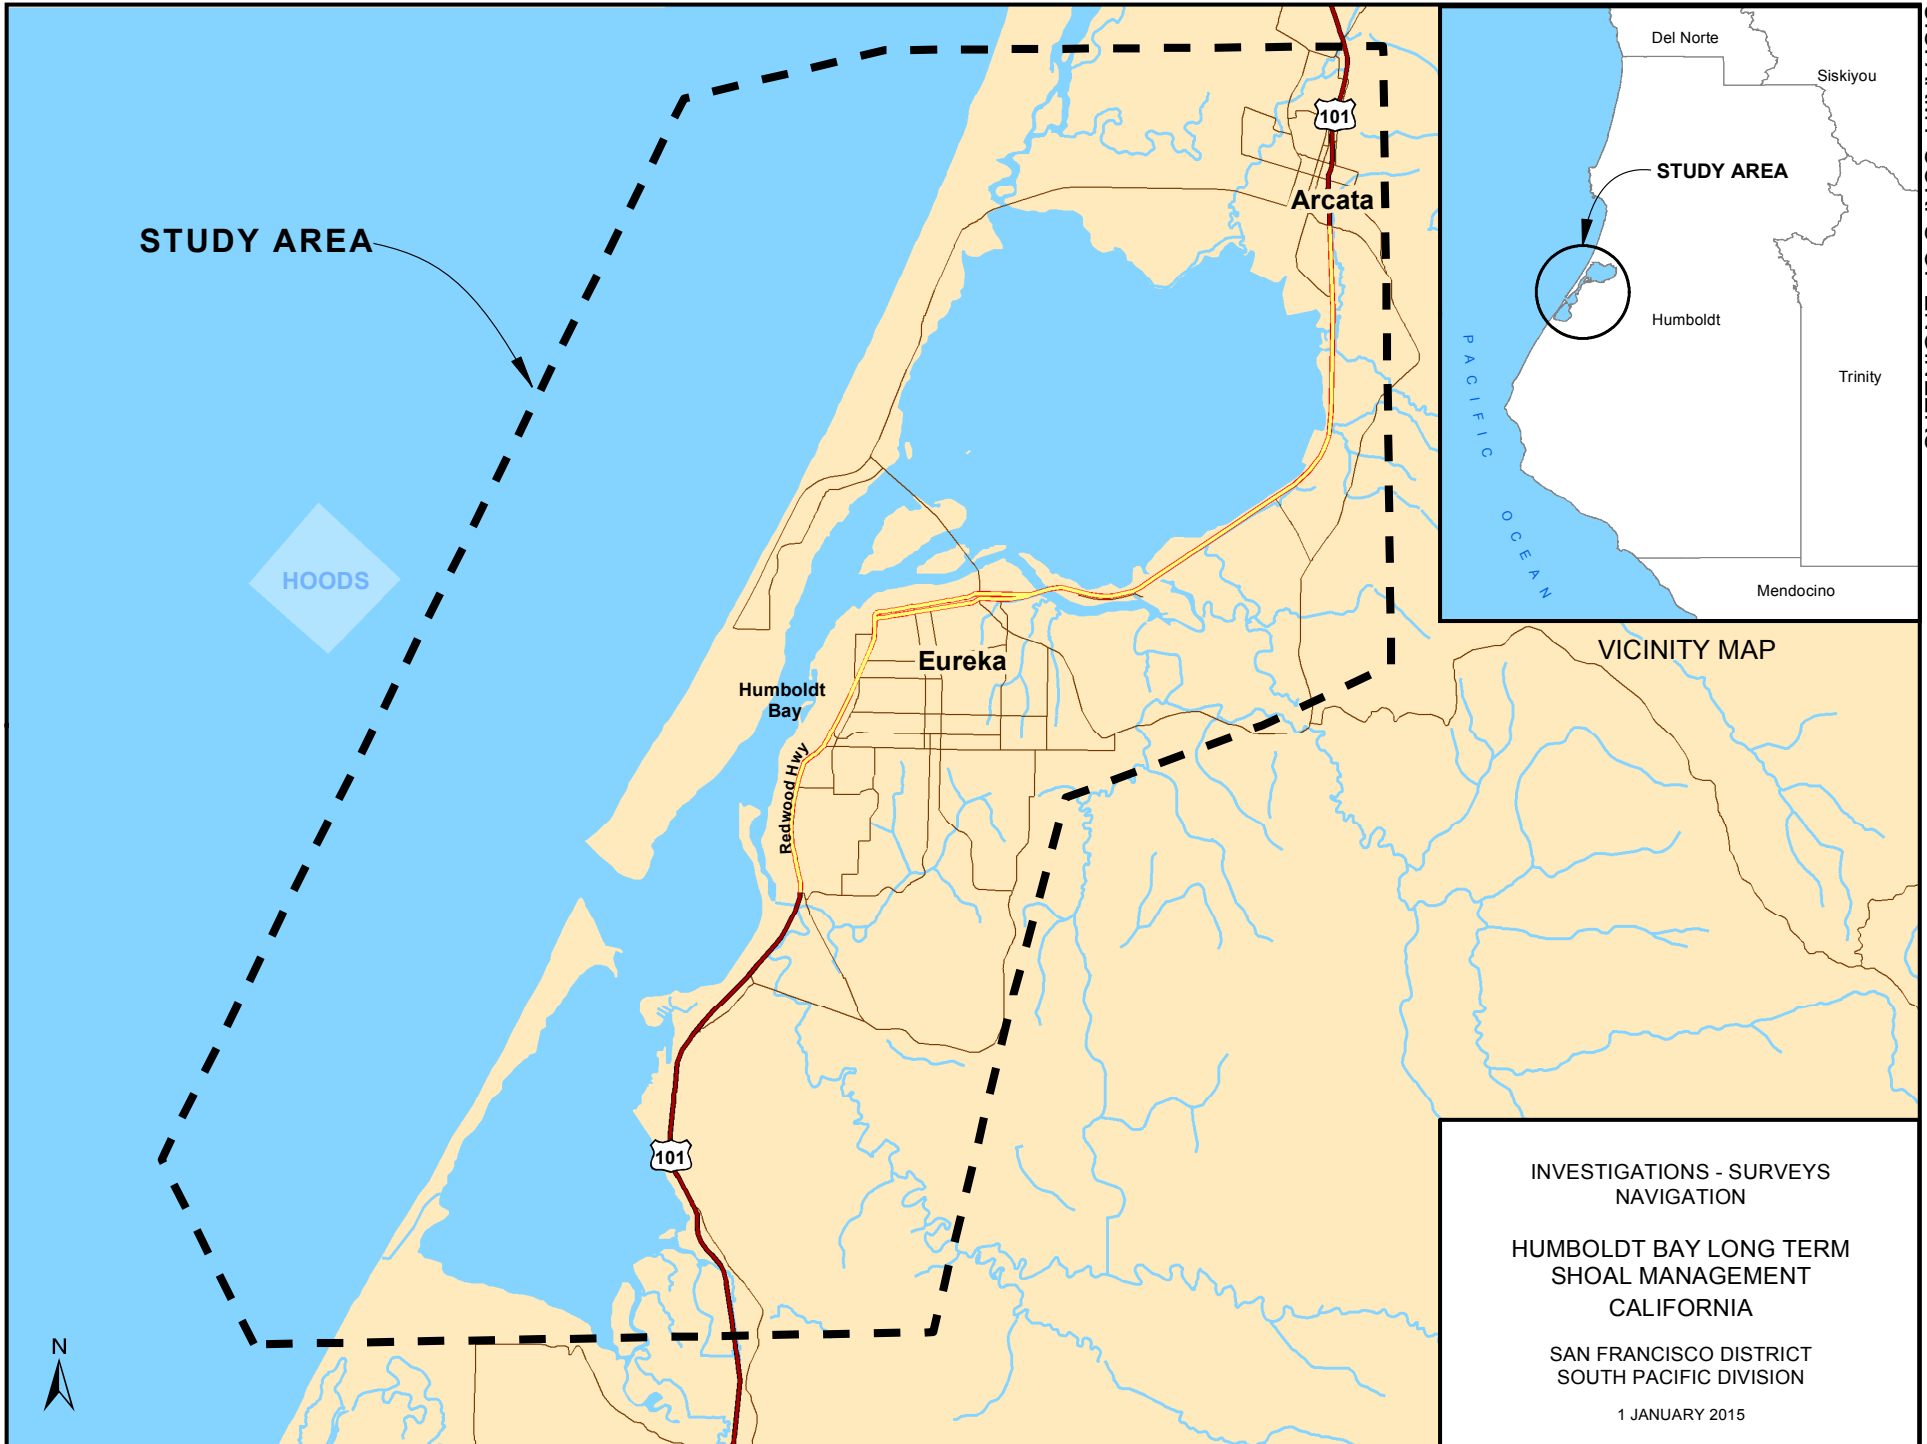 STUDY AREA
HOODS
101
Arcata
Eureka
Humboldt
Bay
Redwood Hwy
101
N
Del Norte
Siskiyou
STUDY AREA
Humboldt
Trinity
PACIFIC OCEAN
Mendocino
VICINITY MAP
INVESTIGATIONS - SURVEYS
NAVIGATION
HUMBOLDT BAY LONG TERM
SHOAL MANAGEMENT
CALIFORNIA
SAN FRANCISCO DISTRICT
SOUTH PACIFIC DIVISION
1 JANUARY 2015